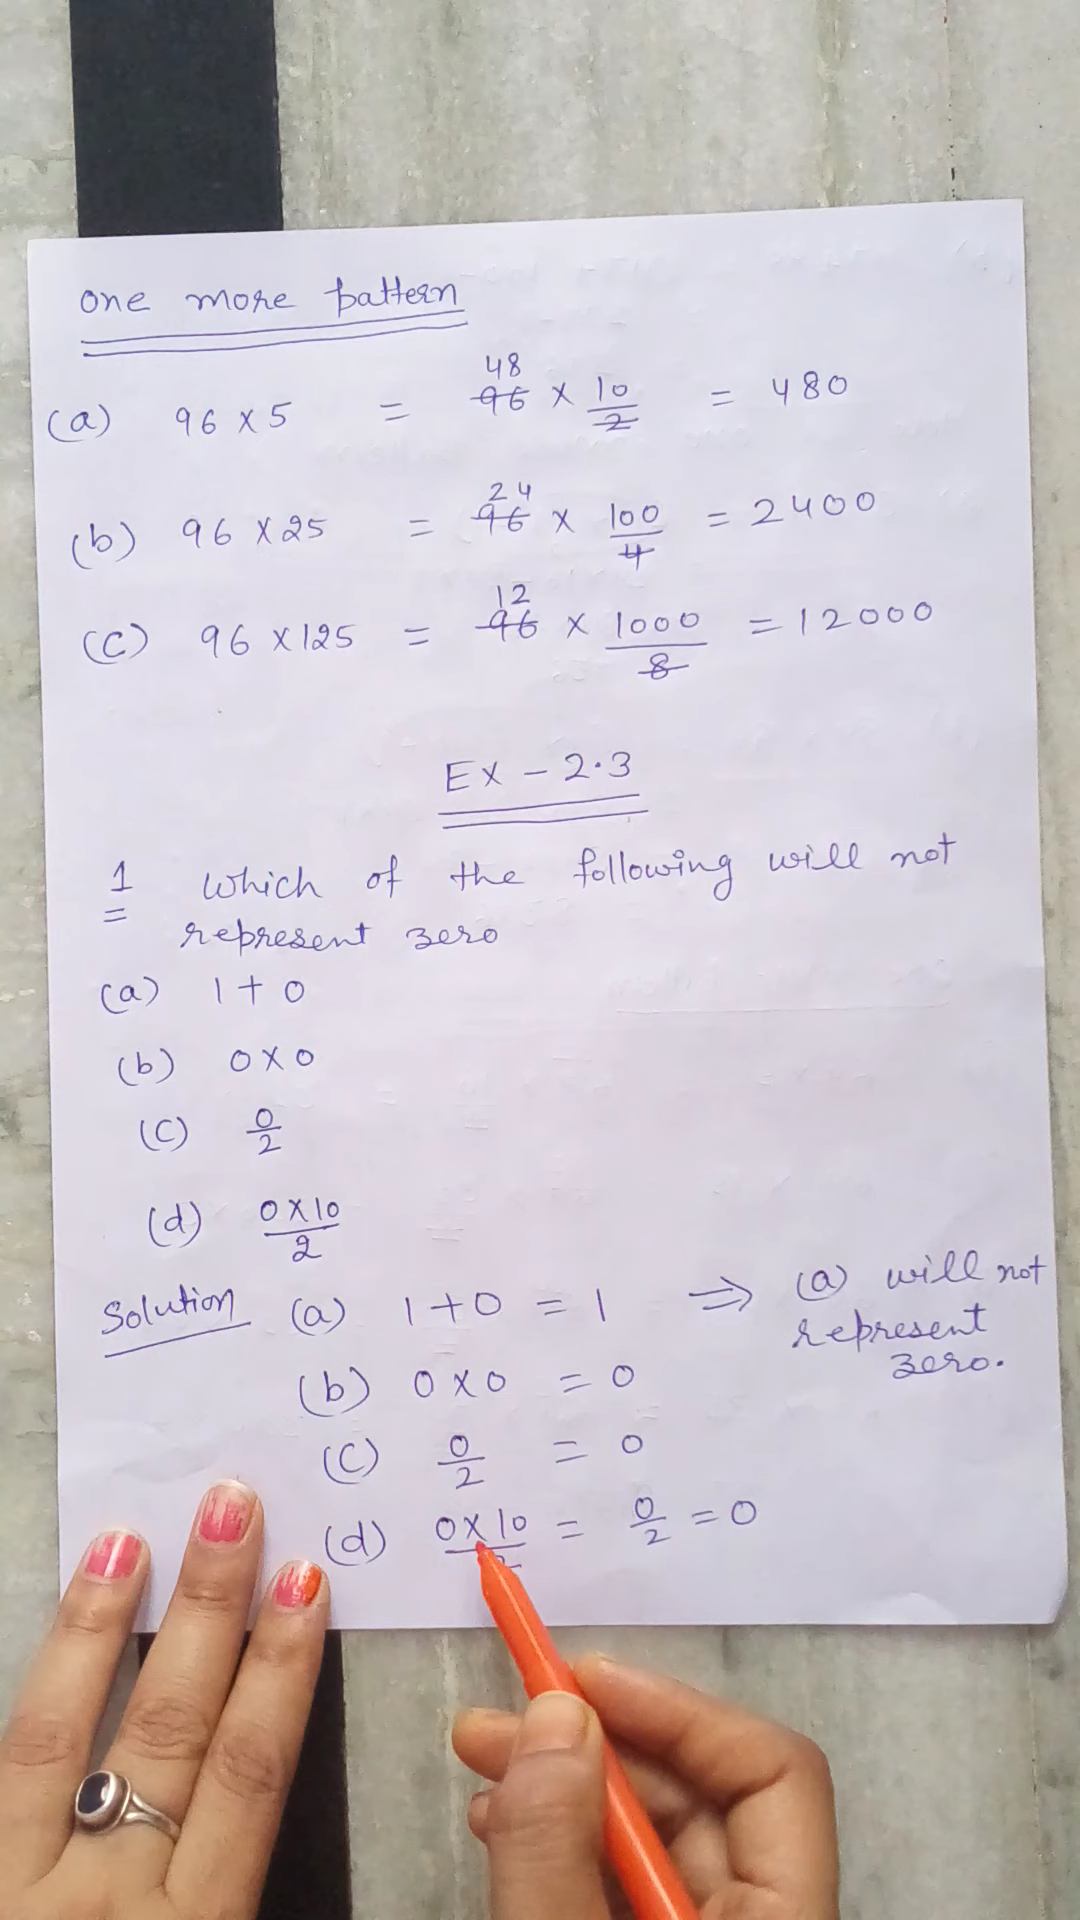 One more pattern
48
(a) 96 × 5 = 96 × 10/2 = 480
24
(b) 96 × 25 = 96 × 100/4 = 2400
12
(c) 96 × 125 = 96 × 1000/8 = 12000
Ex - 2.3
1 which of the following will not
represent zero
(a) 1 + 0
(b) 0 × 0
(c) 0/2
(d) 0 × 10/2
Solution (a) 1 + 0 = 1 ⇒ (a) will not
represent
zero.
(b) 0 × 0 = 0
(c) 0/2 = 0
(d) 0 × 10/2 = 0/2 = 0